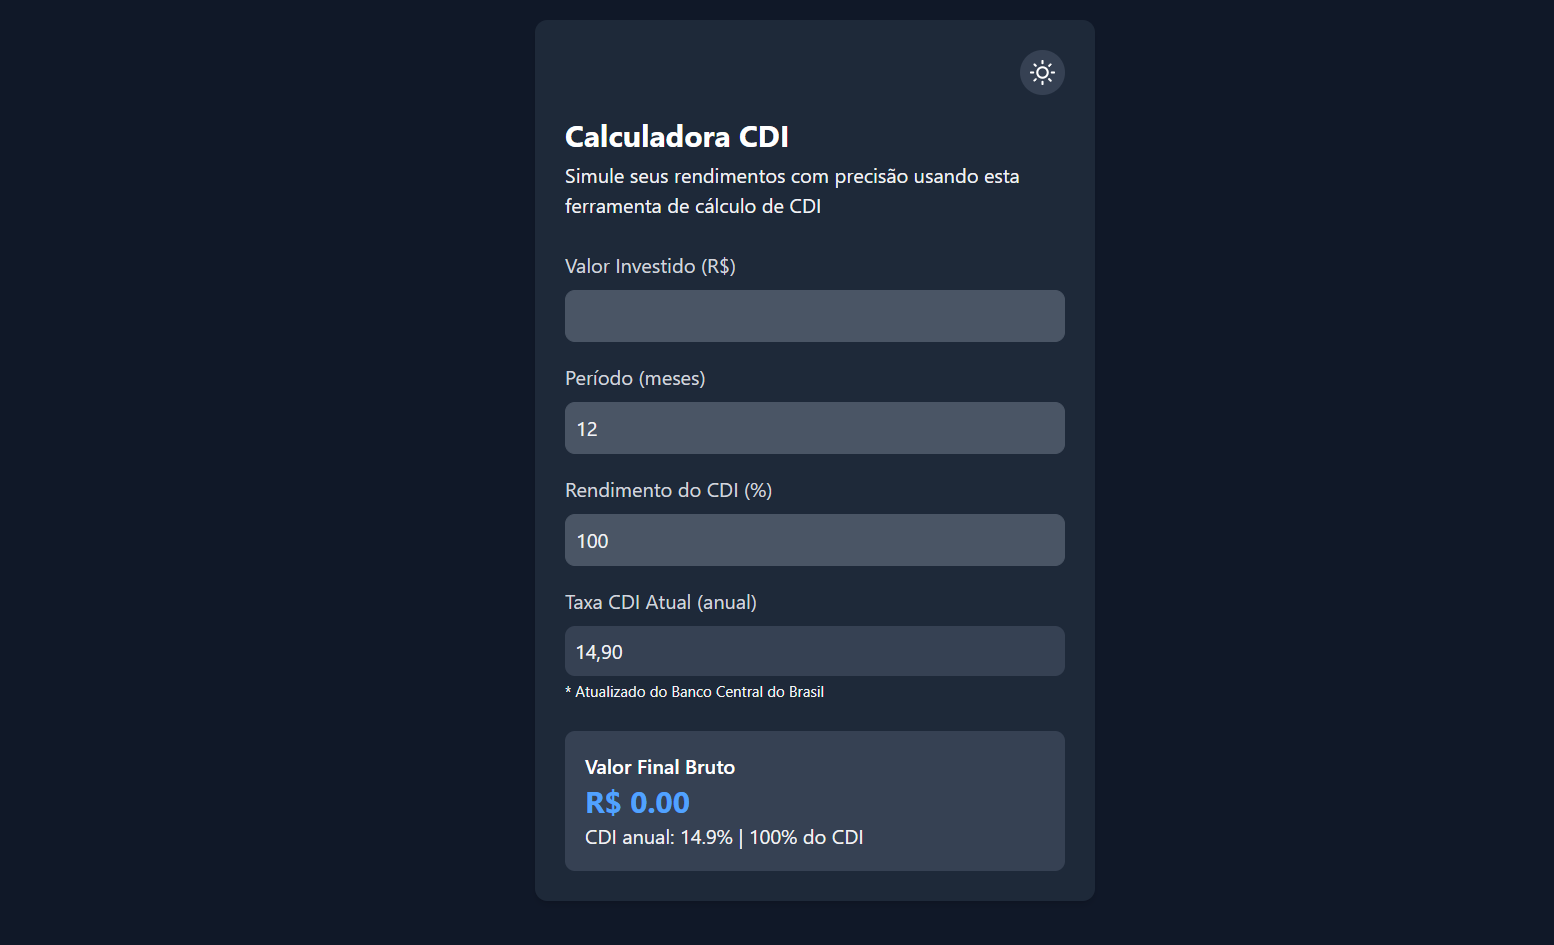 Calculadora CDI
Simule seus rendimentos com precisão usando esta
ferramenta de cálculo de CDI
Valor Investido (R$)
Período (meses)
12
Rendimento do CDI (%)
100
Taxa CDI Atual (anual)
14,90
* Atualizado do Banco Central do Brasil
Valor Final Bruto
R$ 0.00
CDI anual: 14.9% | 100% do CDI